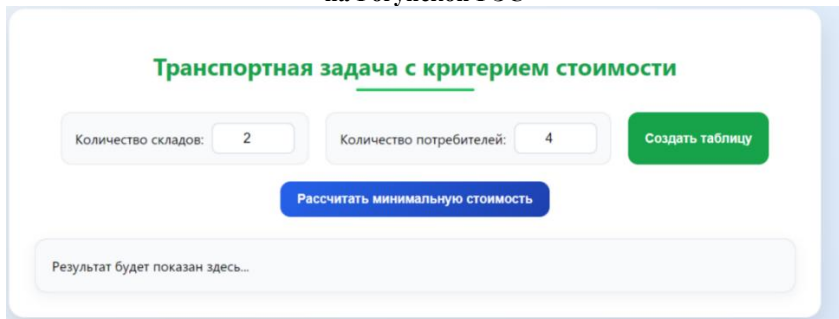 Транспортная задача с критерием стоимости
Количество складов: 2 Количество потребителей: 4 Создать таблицу
Рассчитать минимальную стоимость
Результат будет показан здесь...